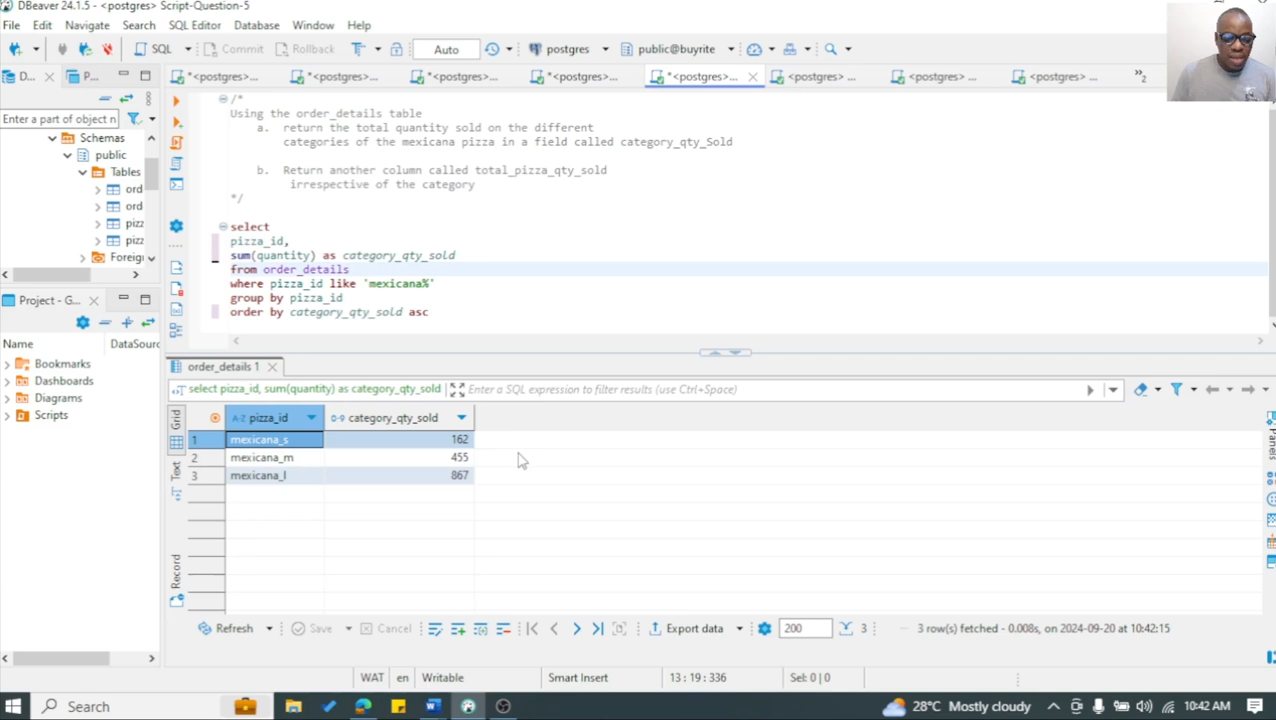 DBeaver 24.1.5 - <postgres> Script-Question-5
File Edit Navigate Search SQL Editor Database Window Help
SQL Commit Rollback Auto postgres public@buyrite
D... P... *<postgres>... *<postgres>... *<postgres>... *<postgres>... *<postgres>... <postgres> ... <postgres>... <postgres> ... 2
Enter a part of object n
Schemas
public
Tables
ord
ord
pizz
pizz
Foreig
/*
Using the order_details table
a. return the total quantity sold on the different
categories of the mexicana pizza in a field called category_qty_Sold
b. Return another column called total_pizza_qty_sold
irrespective of the category
*/
select
pizza_id,
sum(quantity) as category_qty_sold
from order_details
where pizza_id like 'mexicana%'
group by pizza_id
order by category_qty_sold asc
Project - G...
Name DataSourc
Bookmarks
Dashboards
Diagrams
Scripts
order_details 1
select pizza_id, sum(quantity) as category_qty_sold Enter a SQL expression to filter results (use Ctrl+Space)
Grid
Text
Record
A-Z pizza_id 0-9 category_qty_sold
1 mexicana_s 162
2 mexicana_m 455
3 mexicana_l 867
Panels
Refresh Save Cancel Export data 200 3 3 row(s) fetched - 0.008s, on 2024-09-20 at 10:42:15
WAT en Writable Smart Insert 13 : 19 : 336 Sel: 0 | 0
Search 28°C Mostly cloudy 10:42 AM